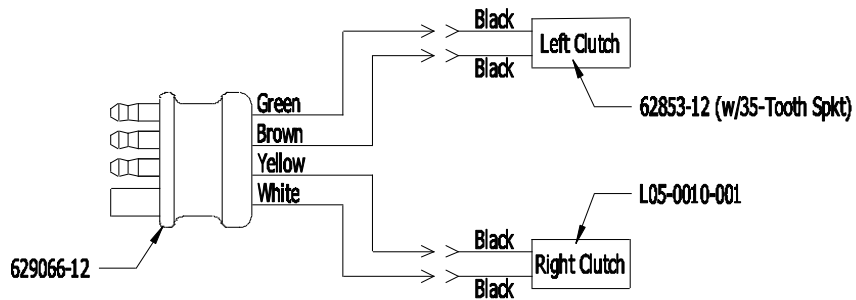 Black
Left Clutch
Black
Green
62853-12 (w/35-Tooth Spkt)
Brown
Yellow
White
L05-0010-001
Black
629066-12
Right Clutch
Black